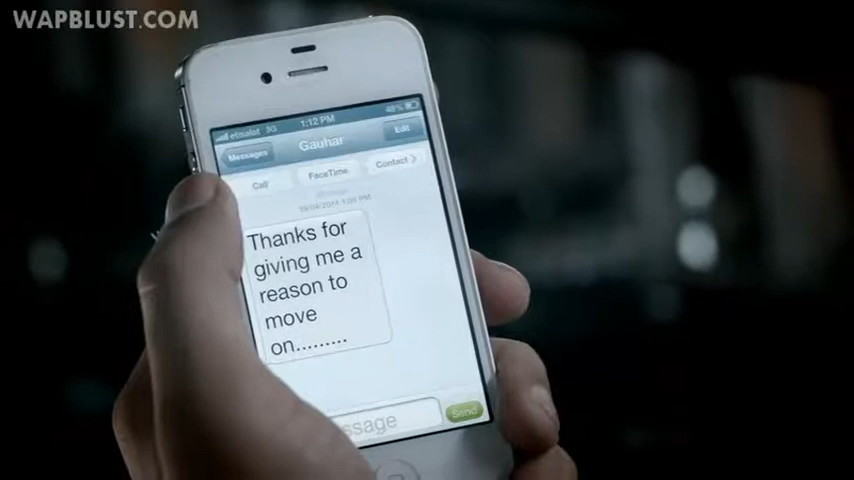 WAPBLUST.COM
etisalat 3G 1:12 PM 48%
Messages Gauhar Edit
Call FaceTime Contact
Thanks for
giving me a
reason to
move
on.........
ssage Send